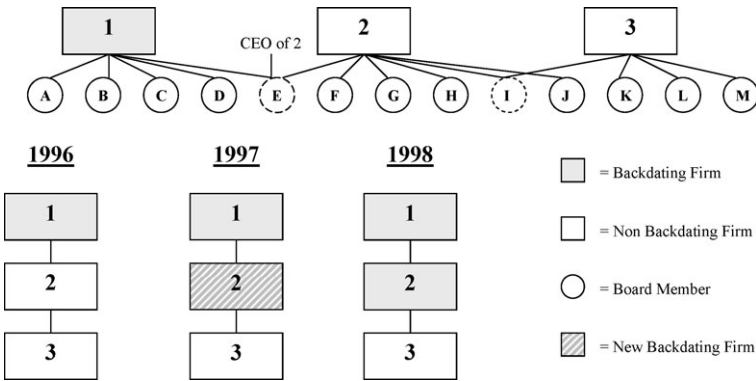 1
2
3
CEO of 2
A B C D E F G H I J K L M
1996 1997 1998
= Backdating Firm
1 1 1
= Non Backdating Firm
2 2 2
= Board Member
3 3 3
= New Backdating Firm